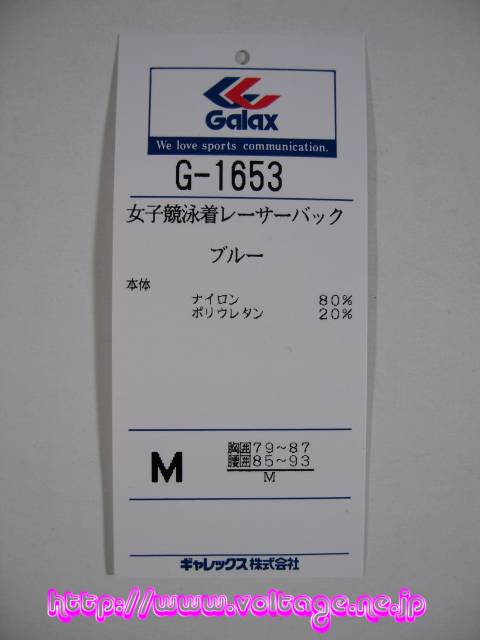 Galax
We love sports communication.
G-1653
女子競泳着レーサーバック
ブルー
本体
ナイロン 80%
ポリウレタン 20%
M
胸囲79~87
腰囲85~93
M
ギャレックス株式会社
http://www.voltage.ne.jp